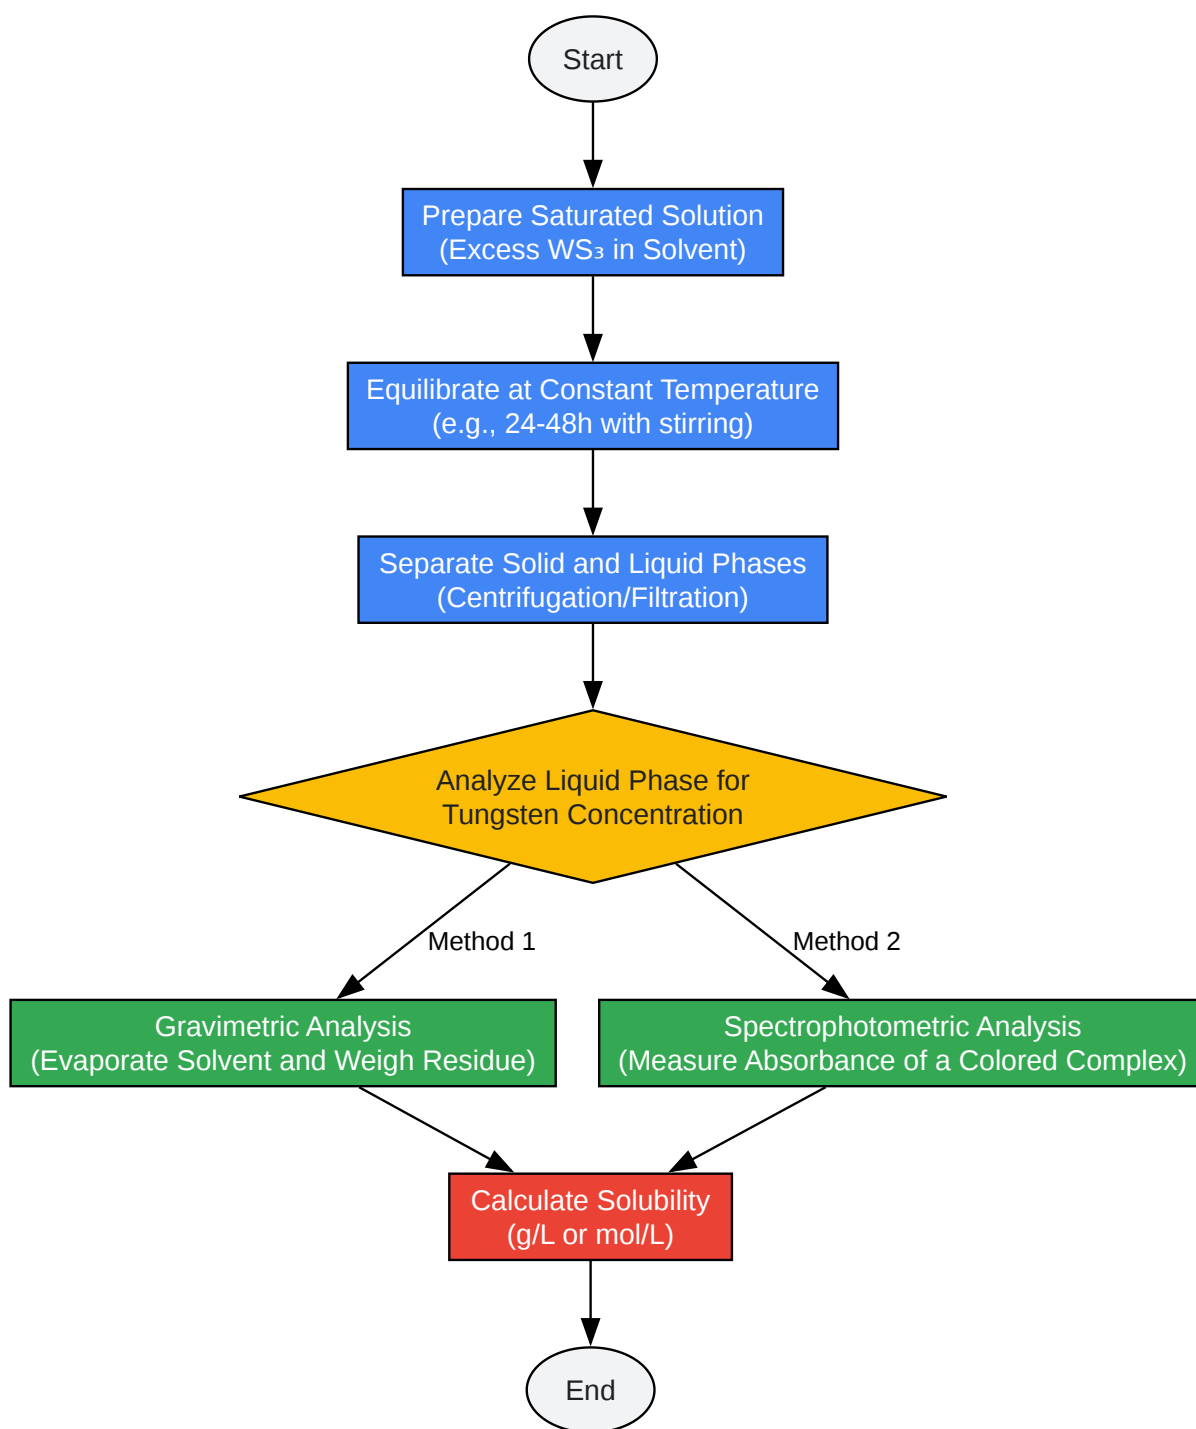 Start
Prepare Saturated Solution
(Excess WS₃ in Solvent)
Equilibrate at Constant Temperature
(e.g., 24-48h with stirring)
Separate Solid and Liquid Phases
(Centrifugation/Filtration)
Analyze Liquid Phase for
Tungsten Concentration
Method 1
Method 2
Gravimetric Analysis
(Evaporate Solvent and Weigh Residue)
Spectrophotometric Analysis
(Measure Absorbance of a Colored Complex)
Calculate Solubility
(g/L or mol/L)
End